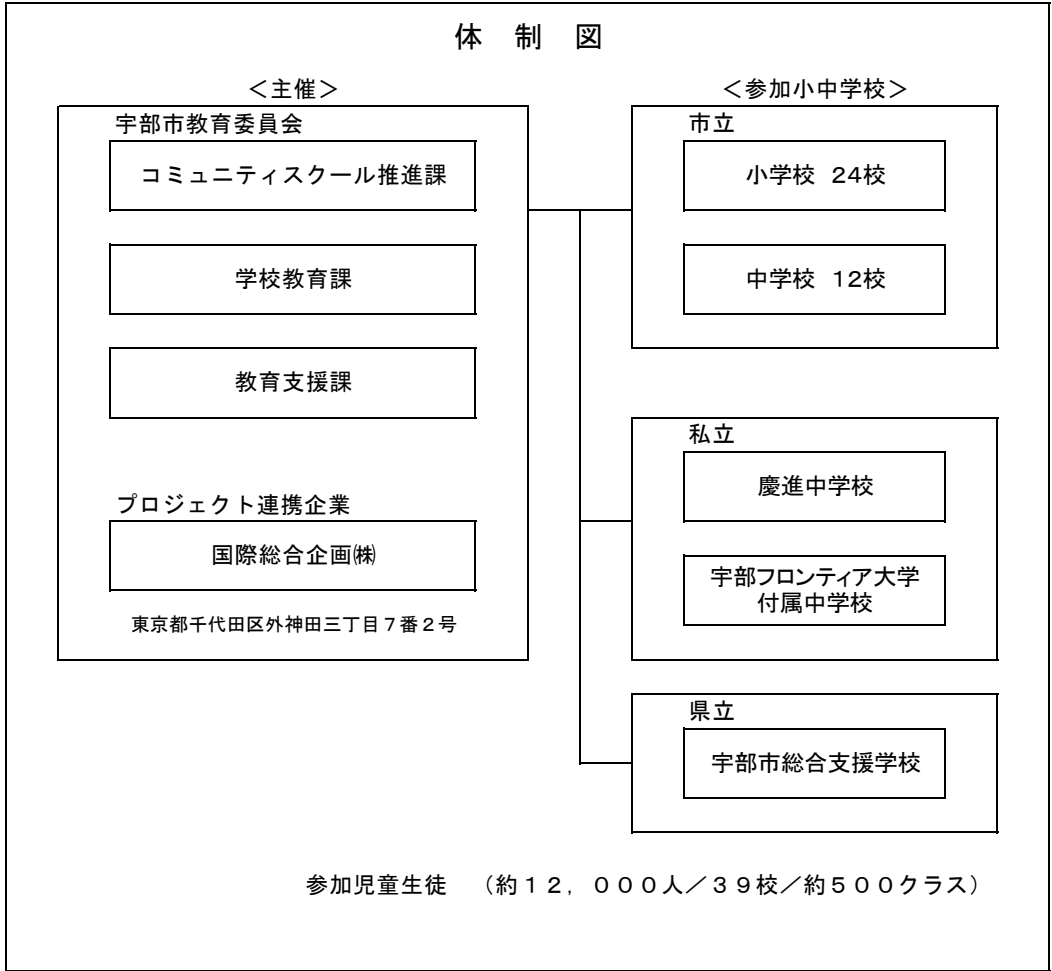 体 制 図
＜主催＞
宇部市教育委員会
コミュニティスクール推進課
学校教育課
教育支援課
プロジェクト連携企業
国際総合企画㈱
東京都千代田区外神田三丁目７番２号
＜参加小中学校＞
市立
小学校 24校
中学校 12校
私立
慶進中学校
宇部フロンティア大学
付属中学校
県立
宇部市総合支援学校
参加児童生徒 （約１２，０００人／３９校／約５００クラス）